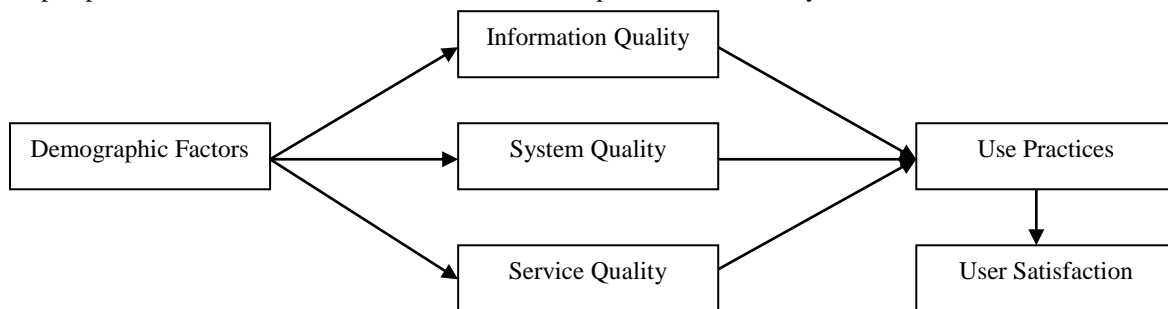 Information Quality
Demographic Factors
System Quality
Use Practices
Service Quality
User Satisfaction